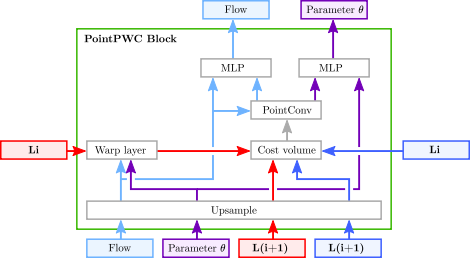 Flow
Parameter θ
PointPWC Block
MLP
MLP
PointConv
Li
Warp layer
Cost volume
Li
Upsample
Flow
Parameter θ
L(i+1)
L(i+1)